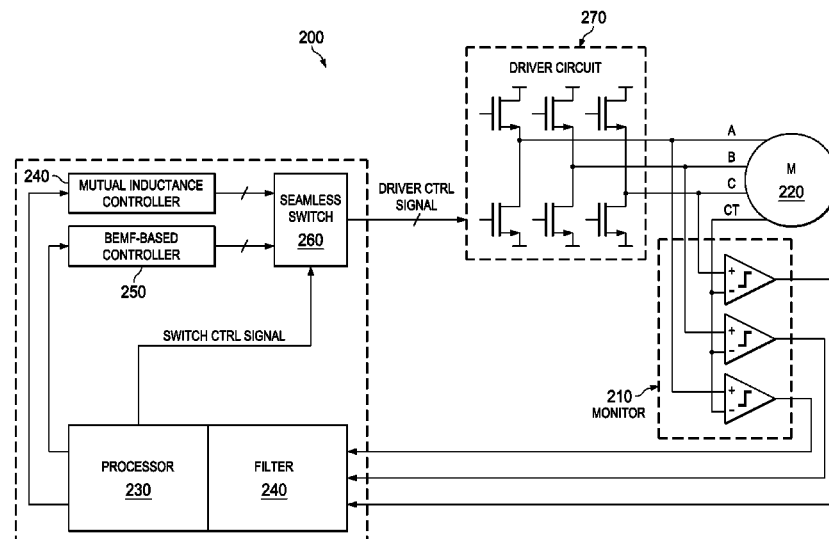 200
270
DRIVER CIRCUIT
A
B
C
CT
M
220
240
MUTUAL INDUCTANCE
CONTROLLER
BEMF-BASED
CONTROLLER
250
SEAMLESS
SWITCH
260
DRIVER CTRL
SIGNAL
SWITCH CTRL SIGNAL
+
-
+
-
+
-
210
MONITOR
PROCESSOR
230
FILTER
240